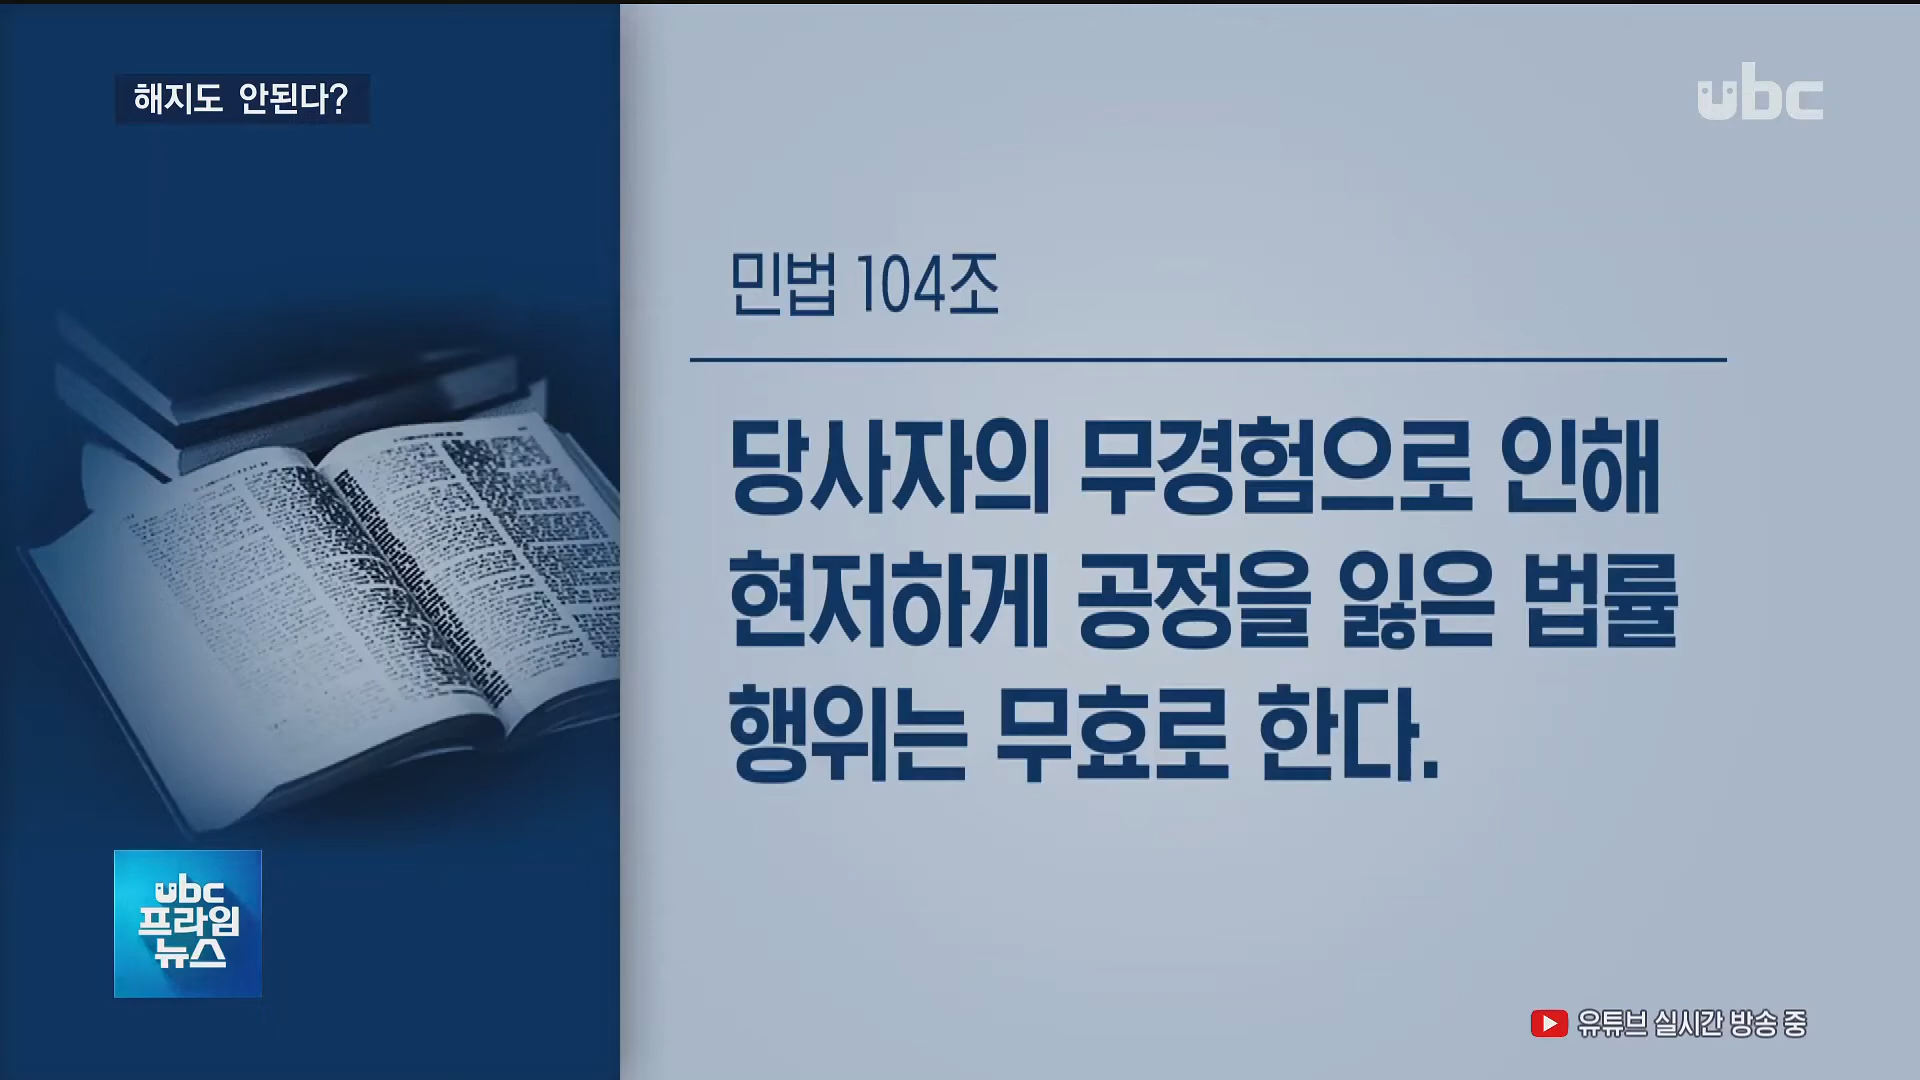 해지도 안된다?
ubc
민법 104조
당사자의 무경험으로 인해
현저하게 공정을 잃은 법률
행위는 무효로 한다.
ubc
프라임
뉴스
유튜브 실시간 방송 중